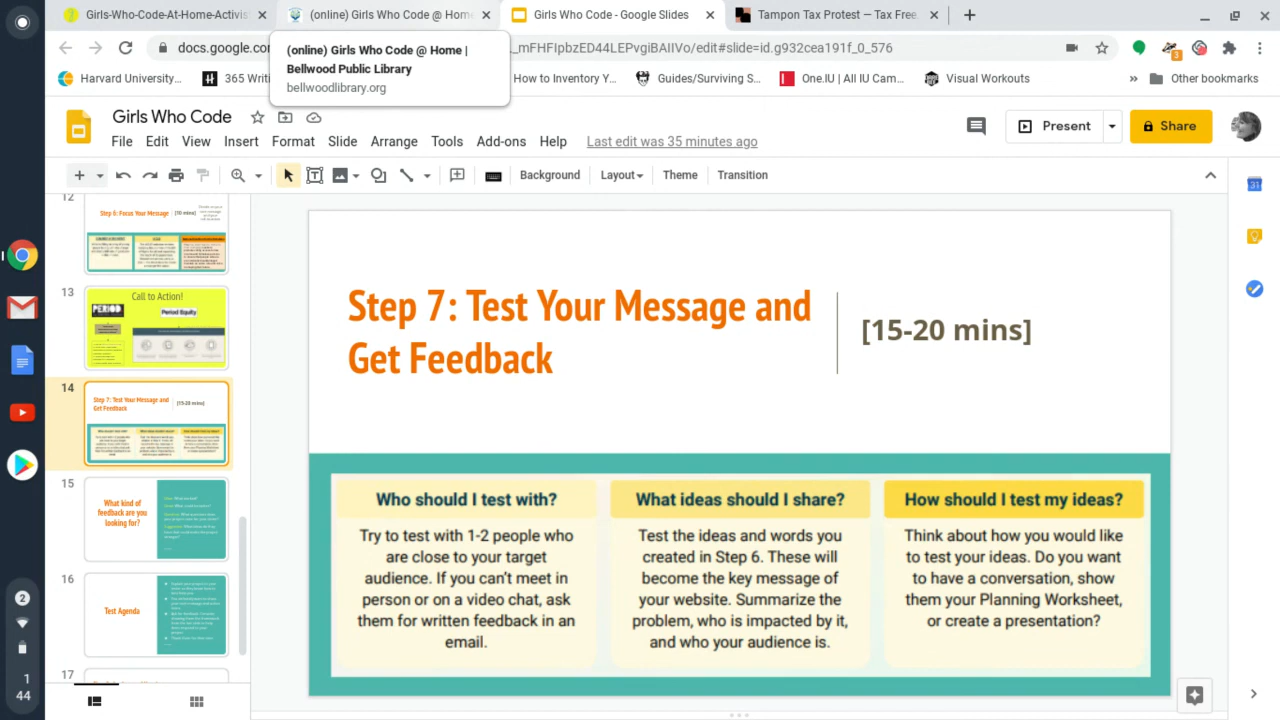 Girls-Who-Code-At-Home-Activis
(online) Girls Who Code @ Home
Girls Who Code - Google Slides
Tampon Tax Protest — Tax Free.
docs.google.com
_mFHFIpbzED44LEPvgiBAIIVo/edit#slide=id.g932cea191f_0_576
(online) Girls Who Code @ Home |
Bellwood Public Library
bellwoodlibrary.org
3
Harvard University...
365 Writi
How to Inventory Y...
Guides/Surviving S...
One.IU | All IU Cam...
Visual Workouts
Other bookmarks
Girls Who Code
Present
Share
File Edit View Insert Format Slide Arrange Tools Add-ons Help Last edit was 35 minutes ago
Background Layout Theme Transition
31
12
Step 6: Focus Your Message
[10 mins]
13
Call to Action!
PERIOD
Period Equity
14
Step 7: Test Your Message and
Get Feedback
[15-20 mins]
15
What kind of
feedback are you
looking for?
16
Test Agenda
17
Step 7: Test Your Message and
Get Feedback
[15-20 mins]
Who should I test with?
Try to test with 1-2 people who
are close to your target
audience. If you can't meet in
person or on a video chat, ask
them for written feedback in an
email.
What ideas should I share?
Test the ideas and words you
created in Step 6. These will
become the key message of
your website. Summarize the
problem, who is impacted by it,
and who your audience is.
How should I test my ideas?
Think about how you would like
to test your ideas. Do you want
to have a conversation, show
them your Planning Worksheet,
or create a presentation?
2
1
44